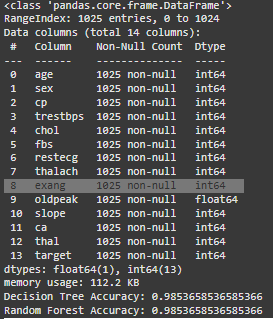 <class 'pandas.core.frame.DataFrame'>
RangeIndex: 1025 entries, 0 to 1024
Data columns (total 14 columns):
 #   Column    Non-Null Count  Dtype
---  ------    --------------  -----
 0   age       1025 non-null   int64
 1   sex       1025 non-null   int64
 2   cp        1025 non-null   int64
 3   trestbps  1025 non-null   int64
 4   chol      1025 non-null   int64
 5   fbs       1025 non-null   int64
 6   restecg   1025 non-null   int64
 7   thalach   1025 non-null   int64
 8   exang     1025 non-null   int64
 9   oldpeak   1025 non-null   float64
 10  slope     1025 non-null   int64
 11  ca        1025 non-null   int64
 12  thal      1025 non-null   int64
 13  target    1025 non-null   int64
dtypes: float64(1), int64(13)
memory usage: 112.2 KB
Decision Tree Accuracy: 0.9853658536585366
Random Forest Accuracy: 0.9853658536585366